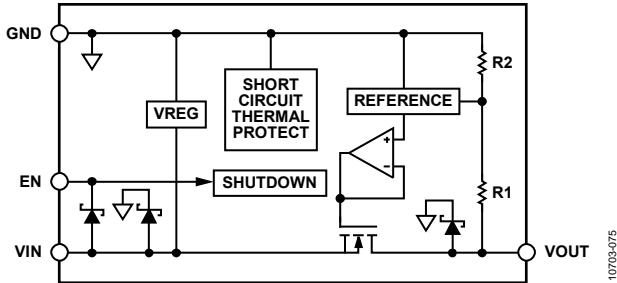 GND
R2
SHORT
CIRCUIT
THERMAL
PROTECT
VREG
REFERENCE
+
−
EN
SHUTDOWN
R1
VIN
VOUT
10703-075